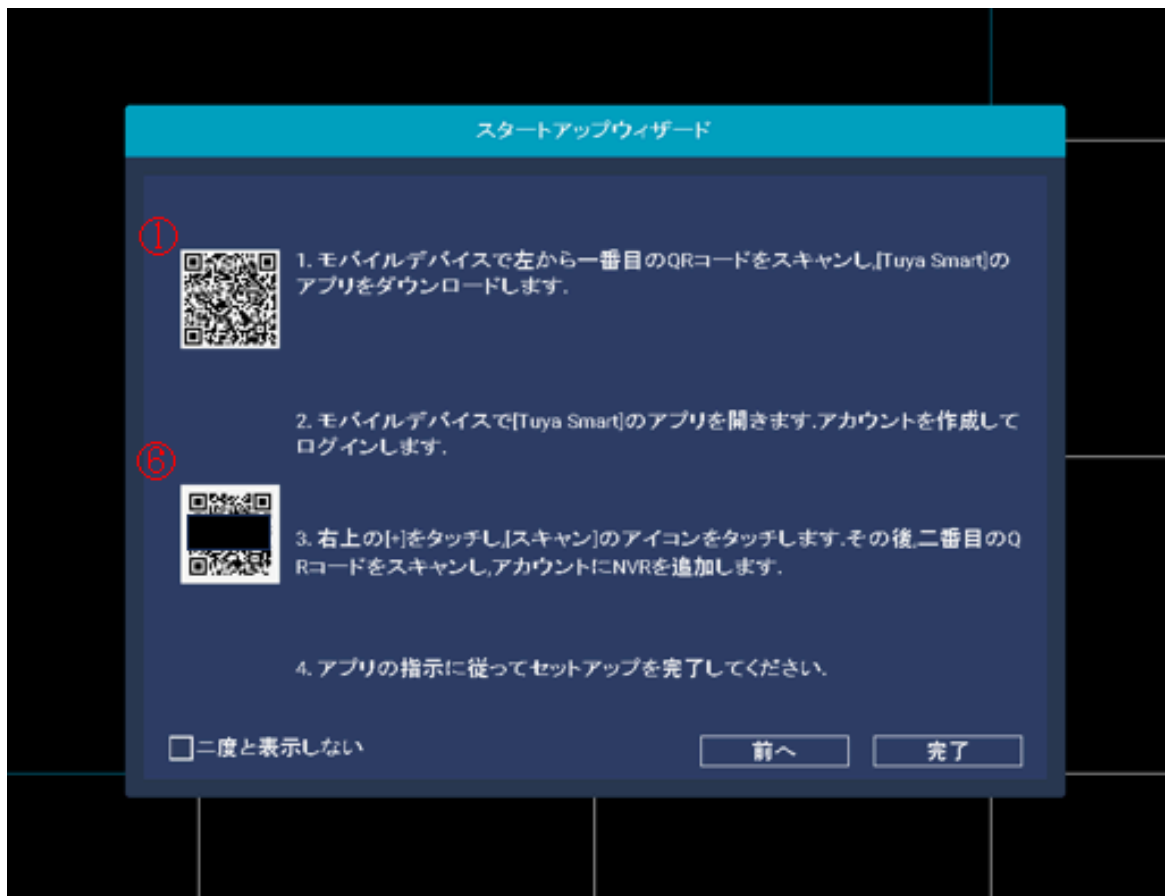 スタートアップウィザード
①
1. モバイルデバイスで左から一番目のQRコードをスキャンし,[Tuya Smart]の
アプリをダウンロードします.
2. モバイルデバイスで[Tuya Smart]のアプリを開きます.アカウントを作成して
ログインします.
⑥
3. 右上の[+]をタッチし,[スキャン]のアイコンをタッチします.その後,二番目のQ
Rコードをスキャンし,アカウントにNVRを追加します.
4. アプリの指示に従ってセットアップを完了してください.
二度と表示しない
前へ
完了